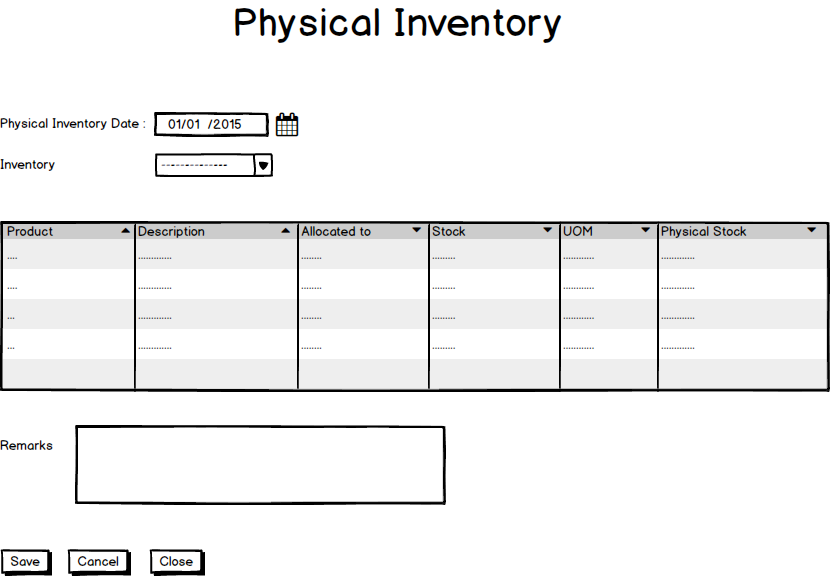 Physical Inventory
Physical Inventory Date : 01/01 /2015
Inventory --------------
Product Description Allocated to Stock UOM Physical Stock
.... ............. ........ ......... ............ .............
.... ............. ........ ......... ............ .............
... ............. ........ ......... ............ .............
... ............. ........ ......... ............ .............
Remarks
Save Cancel Close